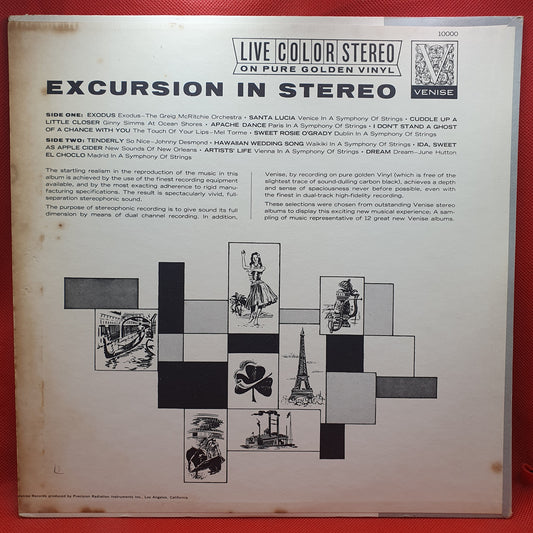 10000
LIVE COLOR STEREO
ON PURE GOLDEN VINYL
V
VENISE
EXCURSION IN STEREO
SIDE ONE: EXODUS Exodus—The Greig McRitchie Orchestra • SANTA LUCIA Venice In A Symphony Of Strings • CUDDLE UP A
LITTLE CLOSER Ginny Simms At Ocean Shores • APACHE DANCE Paris In A Symphony Of Strings • I DON'T STAND A GHOST
OF A CHANCE WITH YOU The Touch Of Your Lips—Mel Torme • SWEET ROSIE O'GRADY Dublin In A Symphony Of Strings
SIDE TWO: TENDERLY So Nice—Johnny Desmond • HAWAIIAN WEDDING SONG Waikiki In A Symphony Of Strings • IDA, SWEET
AS APPLE CIDER New Sounds Of New Orleans • ARTISTS' LIFE Vienna In A Symphony Of Strings • DREAM Dream—June Hutton
EL CHOCLO Madrid In A Symphony Of Strings
The startling realism in the reproduction of the music in this
album is achieved by the use of the finest recording equipment
available, and by the most exacting adherence to rigid manu-
facturing specifications. The result is spectacularly vivid, full-
separation stereophonic sound.
The purpose of stereophonic recording is to give sound its full
dimension by means of dual channel recording. In addition,
Venise, by recording on pure golden Vinyl (which is free of the
slightest trace of sound-dulling carbon black), achieves a depth
and sense of spaciousness never before possible, even with
the finest in dual-track high-fidelity recording.
These selections were chosen from outstanding Venise stereo
albums to display this exciting new musical experience; A sam-
pling of music representative of 12 great new Venise albums.
Records produced by Precision Radiation Instruments Inc., Los Angeles, California